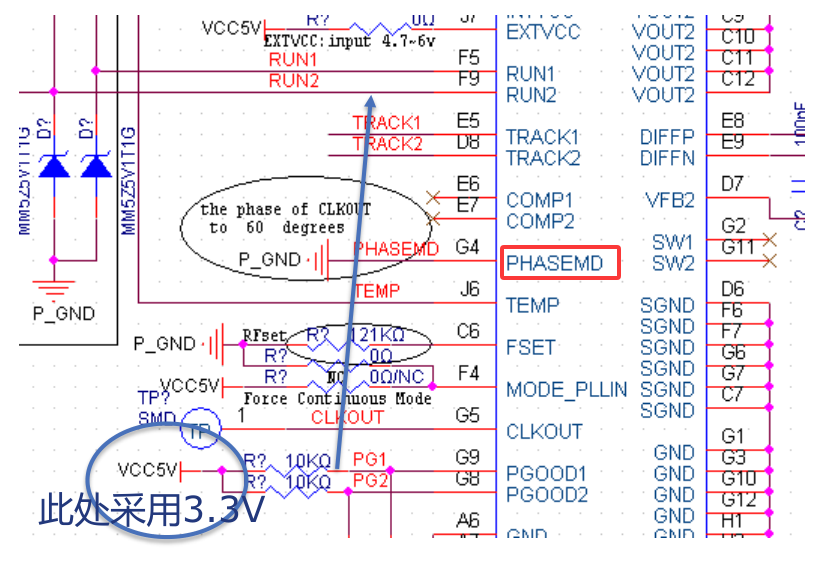 VCC5V R? 0Ω J7 EXTVCC VOUT2 C9
EXTVCC:input 4.7~6v VOUT2 C10
RUN1 F5 RUN1 VOUT2 C11
RUN2 F9 RUN2 VOUT2 C12
D? D?
MM5Z5V1T1G
MM5Z5V1T1G
TRACK1 E5 TRACK1 DIFFP E8
TRACK2 D8 TRACK2 DIFFN E9
100nF
E6 COMP1 VFB2 D7
E7 COMP2
the phase of CLKOUT
to 60 degrees
SW1 G2
P_GND PHASEMD G4 PHASEMD SW2 G11
TEMP J6 TEMP SGND D6
P_GND
SGND F6
RFset R? 121KΩ C6 FSET SGND F7
P_GND
R? 0Ω SGND G6
VCC5V R? NC 0Ω/NC F4 MODE_PLLIN SGND G7
Force Continuous Mode SGND C7
TP?
SMD TP 1 CLKOUT G5 CLKOUT
GND G1
VCC5V R? 10KΩ PG1 G9 PGOOD1 GND G3
R? 10KΩ PG2 G8 PGOOD2 GND G10
此处采用3.3V
GND G12
A6 GND GND H1